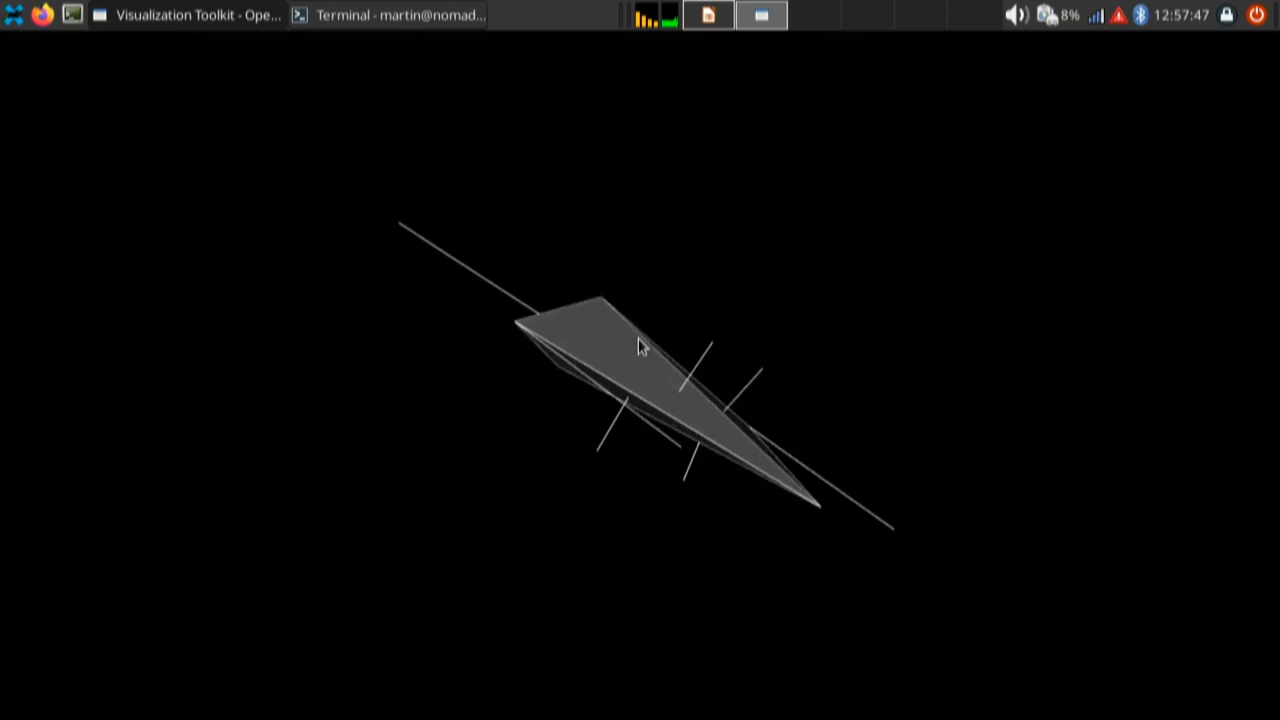 Visualization Toolkit - Ope...
Terminal - martin@nomad...
8%
12:57:47